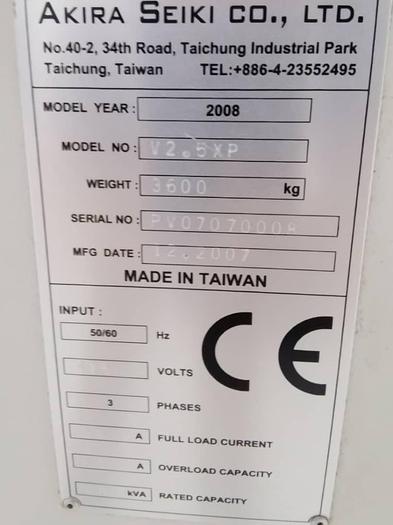 AKIRA SEIKI CO., LTD.
No.40-2, 34th Road, Taichung Industrial Park
Taichung, Taiwan TEL:+886-4-23552495
MODEL YEAR : 2008
MODEL NO : V2.5XP
WEIGHT : 3600 kg
SERIAL NO : PV07070008
MFG DATE : 12.2007
MADE IN TAIWAN
INPUT :
50/60 Hz
CE
VOLTS
3 PHASES
A FULL LOAD CURRENT
A OVERLOAD CAPACITY
kVA RATED CAPACITY